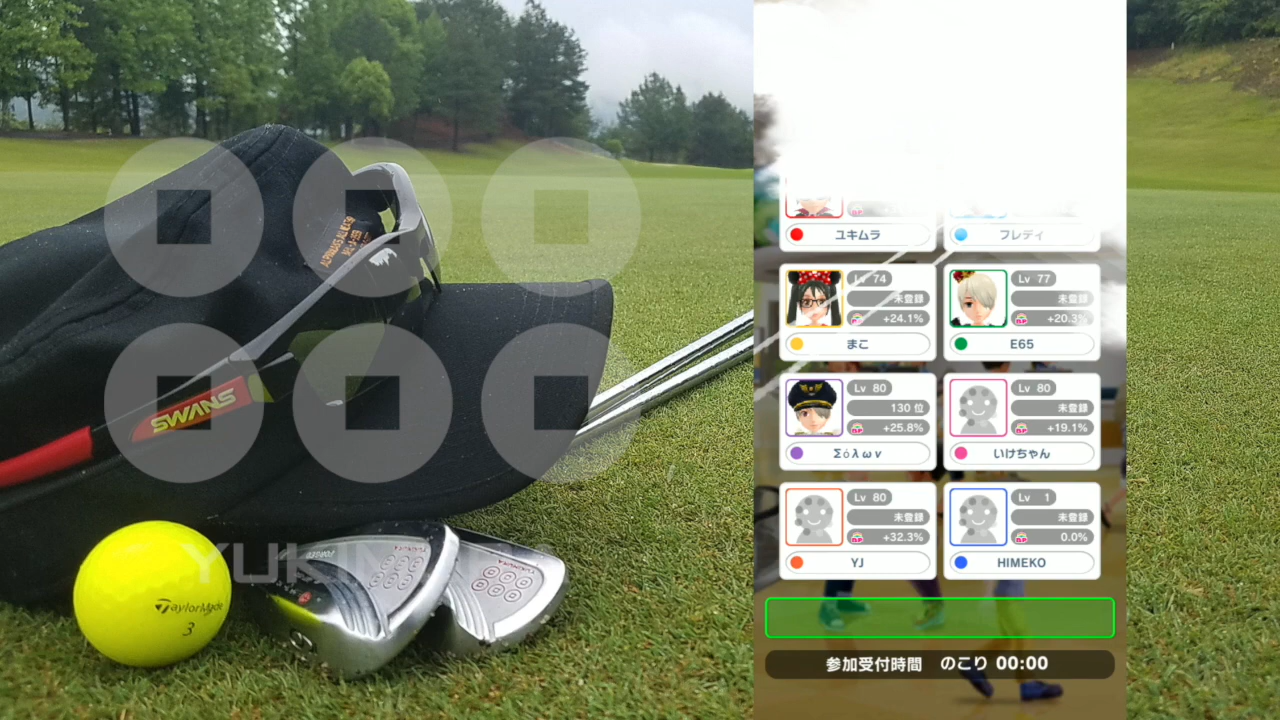 SWANS
TaylorMade
3
FORGED
YUKIMURA
ユキムラ
フレディ
Lv 74
未登録
+24.1%
まこ
Lv 77
未登録
+20.3%
E65
Lv 80
130 位
+25.8%
Σόλων
Lv 80
未登録
+19.1%
いけちゃん
Lv 80
未登録
+32.3%
YJ
Lv 1
未登録
0.0%
HIMEKO
参加受付時間 のこり 00:00